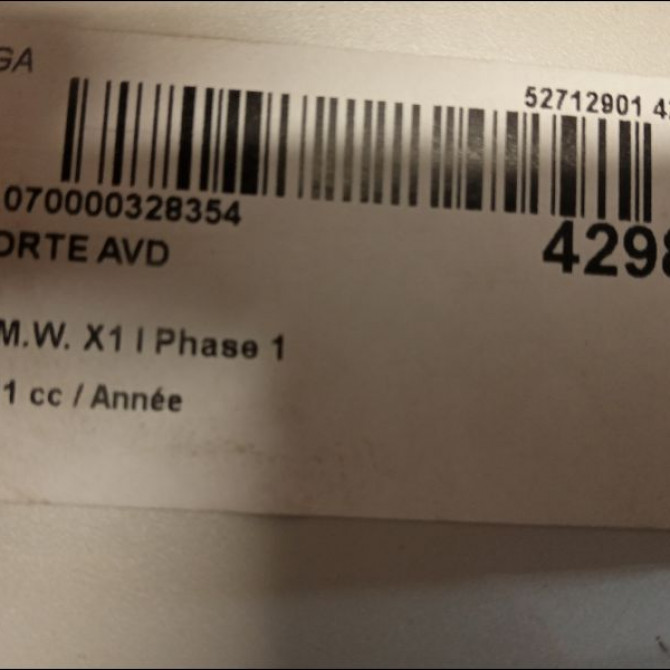 GA
52712901 4
070000328354
ORTE AVD
4298
M.W. X1 I Phase 1
1 cc / Année